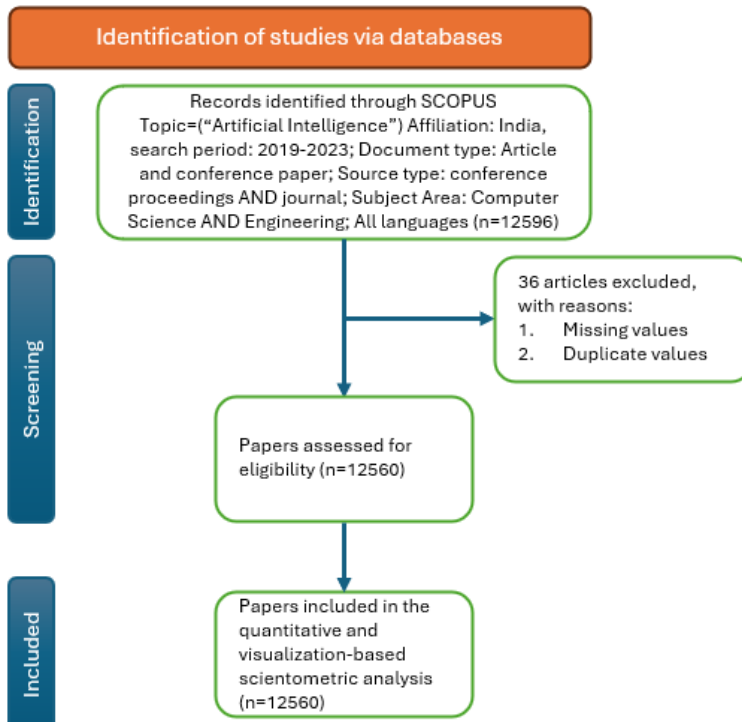 Identification of studies via databases
Identification
Records identified through SCOPUS
Topic=(“Artificial Intelligence”) Affiliation: India,
search period: 2019-2023; Document type: Article
and conference paper; Source type: conference
proceedings AND journal; Subject Area: Computer
Science AND Engineering; All languages (n=12596)
Screening
36 articles excluded,
with reasons:
1. Missing values
2. Duplicate values
Papers assessed for
eligibility (n=12560)
Included
Papers included in the
quantitative and
visualization-based
scientometric analysis
(n=12560)